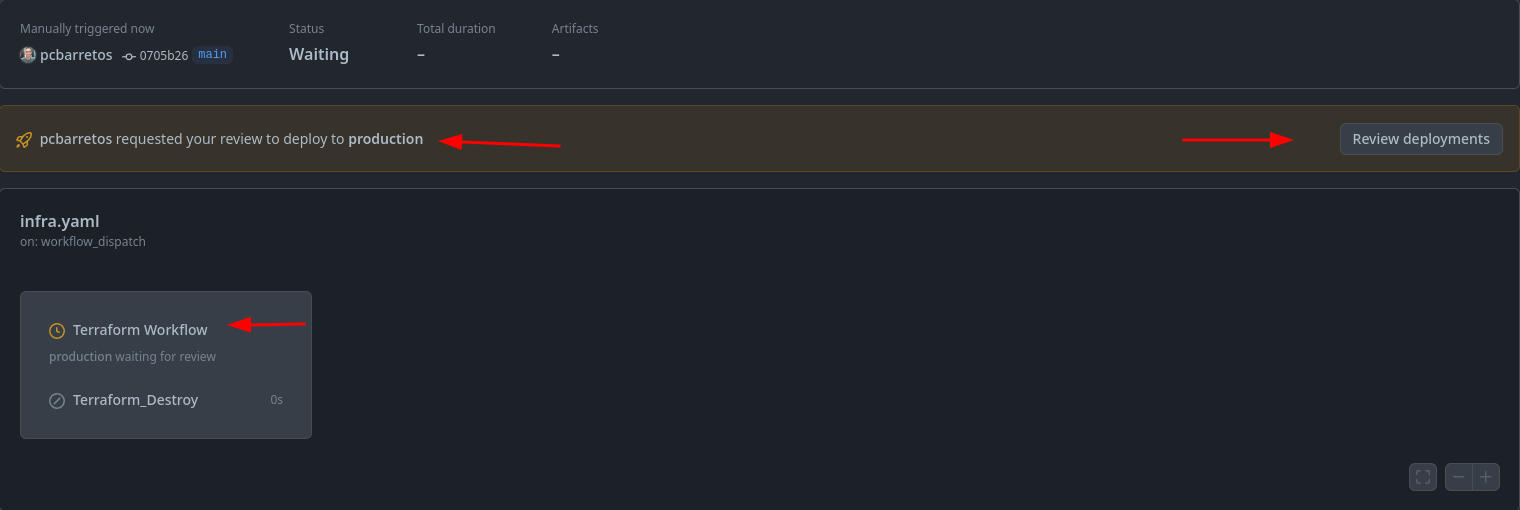 Manually triggered now
pcbarretos 0705b26 main
Status
Waiting
Total duration
–
Artifacts
–
pcbarretos requested your review to deploy to production
Review deployments
infra.yaml
on: workflow_dispatch
Terraform Workflow
production waiting for review
Terraform_Destroy 0s